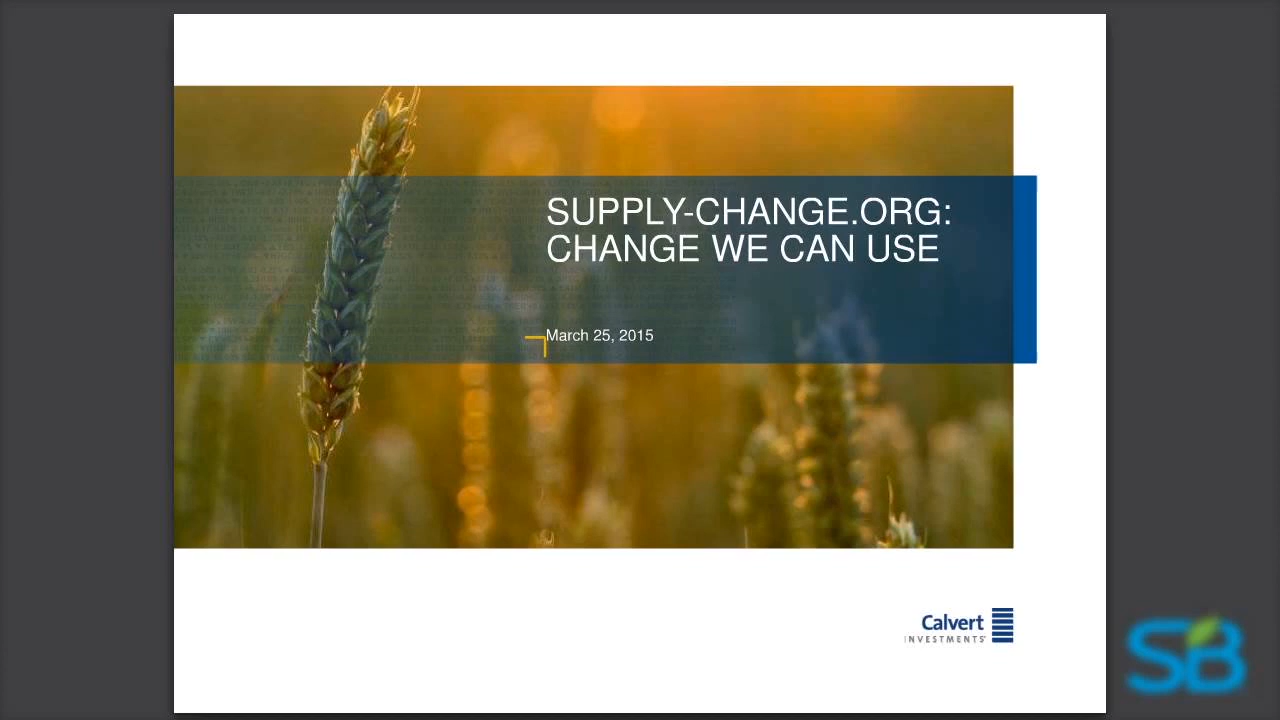 SUPPLY-CHANGE.ORG:
CHANGE WE CAN USE
March 25, 2015
Calvert
INVESTMENTS
SB